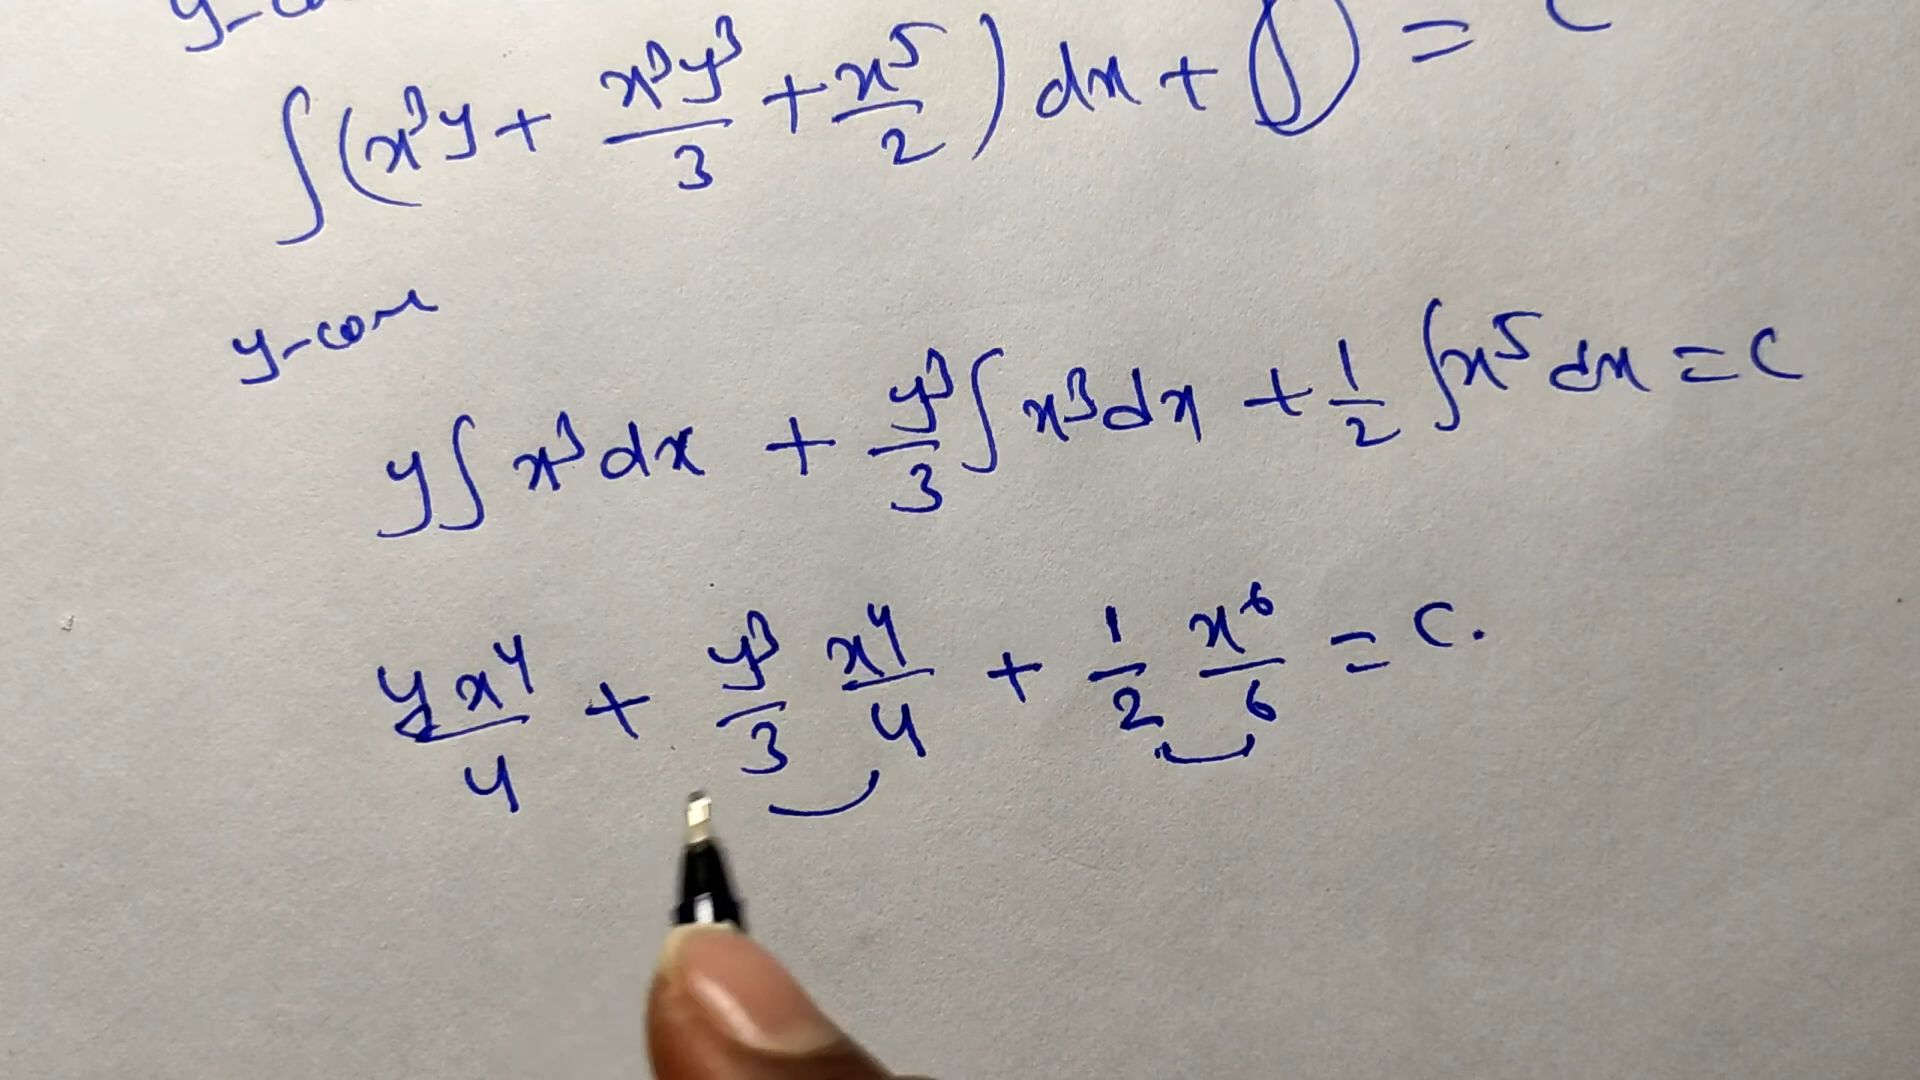 ∫(x³y + x³y³/3 + x⁵/2) dx + ∫0 = c
y-con
y∫x³dx + y³/3 ∫x³dx + 1/2 ∫x⁵dx = c
yx⁴/4 + y³/3 x⁴/4 + 1/2 x⁶/6 = c.